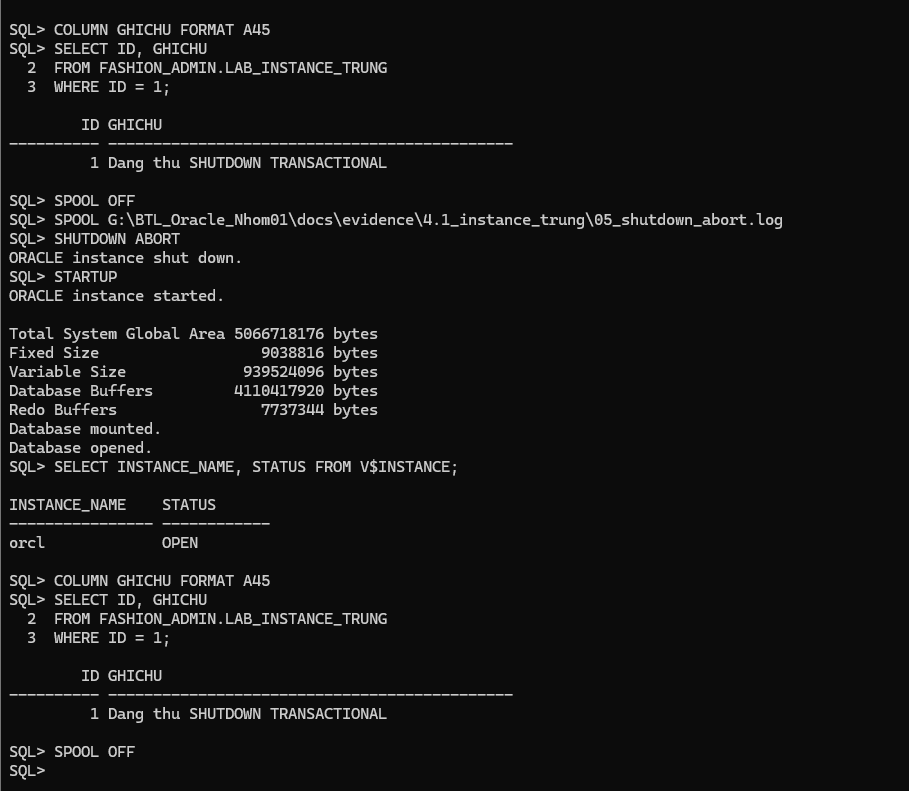 SQL> COLUMN GHICHU FORMAT A45
SQL> SELECT ID, GHICHU
  2  FROM FASHION_ADMIN.LAB_INSTANCE_TRUNG
  3  WHERE ID = 1;

        ID GHICHU
---------- ---------------------------------------------
         1 Dang thu SHUTDOWN TRANSACTIONAL

SQL> SPOOL OFF
SQL> SPOOL G:\BTL_Oracle_Nhom01\docs\evidence\4.1_instance_trung\05_shutdown_abort.log
SQL> SHUTDOWN ABORT
ORACLE instance shut down.
SQL> STARTUP
ORACLE instance started.

Total System Global Area 5066718176 bytes
Fixed Size                  9038816 bytes
Variable Size             939524096 bytes
Database Buffers         4110417920 bytes
Redo Buffers                7737344 bytes
Database mounted.
Database opened.
SQL> SELECT INSTANCE_NAME, STATUS FROM V$INSTANCE;

INSTANCE_NAME    STATUS
---------------- ------------
orcl             OPEN

SQL> COLUMN GHICHU FORMAT A45
SQL> SELECT ID, GHICHU
  2  FROM FASHION_ADMIN.LAB_INSTANCE_TRUNG
  3  WHERE ID = 1;

        ID GHICHU
---------- ---------------------------------------------
         1 Dang thu SHUTDOWN TRANSACTIONAL

SQL> SPOOL OFF
SQL>